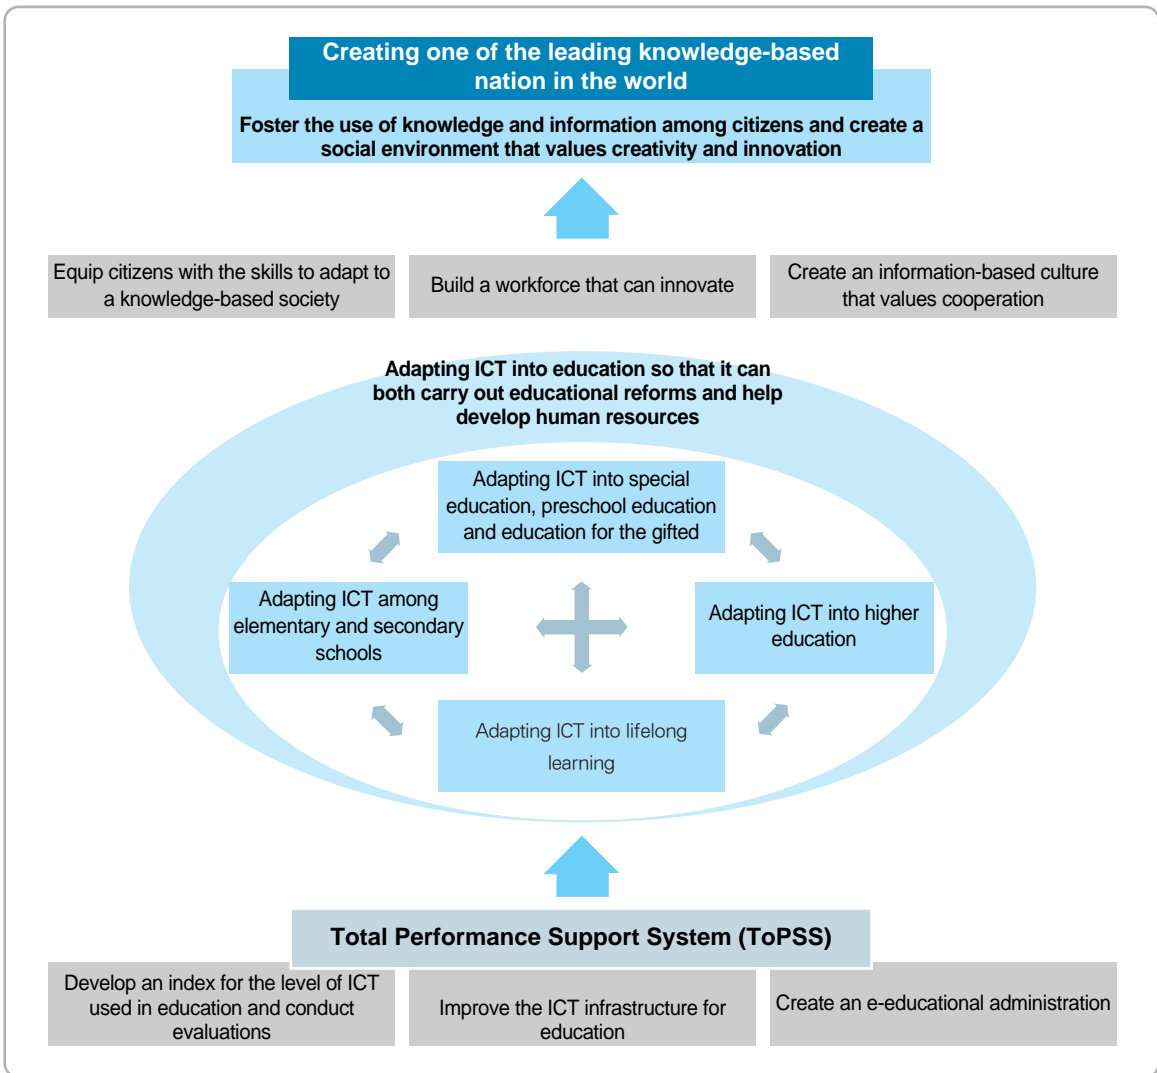 Creating one of the leading knowledge-based
nation in the world
Foster the use of knowledge and information among citizens and create a
social environment that values creativity and innovation
Equip citizens with the skills to adapt to
a knowledge-based society
Build a workforce that can innovate
Create an information-based culture
that values cooperation
Adapting ICT into education so that it can
both carry out educational reforms and help
develop human resources
Adapting ICT into special
education, preschool education
and education for the gifted
Adapting ICT among
elementary and secondary
schools
Adapting ICT into higher
education
Adapting ICT into lifelong
learning
Total Performance Support System (ToPSS)
Develop an index for the level of ICT
used in education and conduct
evaluations
Improve the ICT infrastructure for
education
Create an e-educational administration